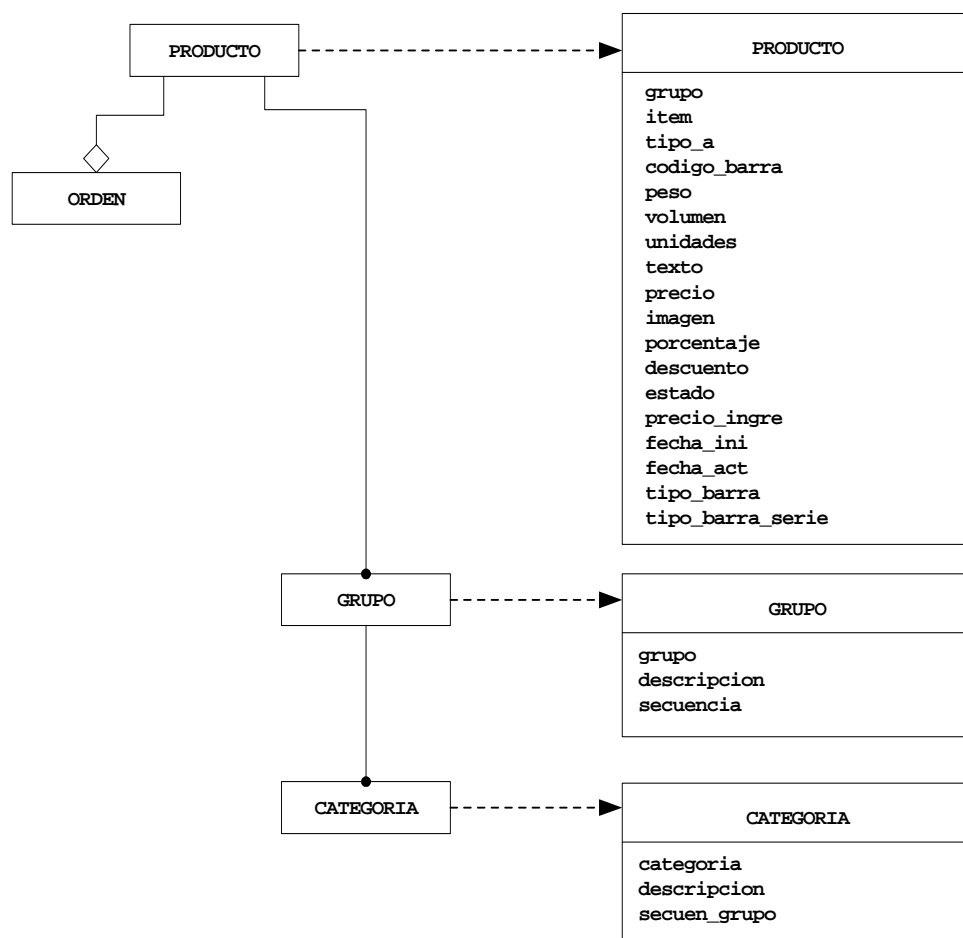 PRODUCTO
PRODUCTO
grupo
item
tipo_a
codigo_barra
peso
volumen
unidades
texto
precio
imagen
porcentaje
descuento
estado
precio_ingre
fecha_ini
fecha_act
tipo_barra
tipo_barra_serie
ORDEN
GRUPO
GRUPO
grupo
descripcion
secuencia
CATEGORIA
CATEGORIA
categoria
descripcion
secuen_grupo